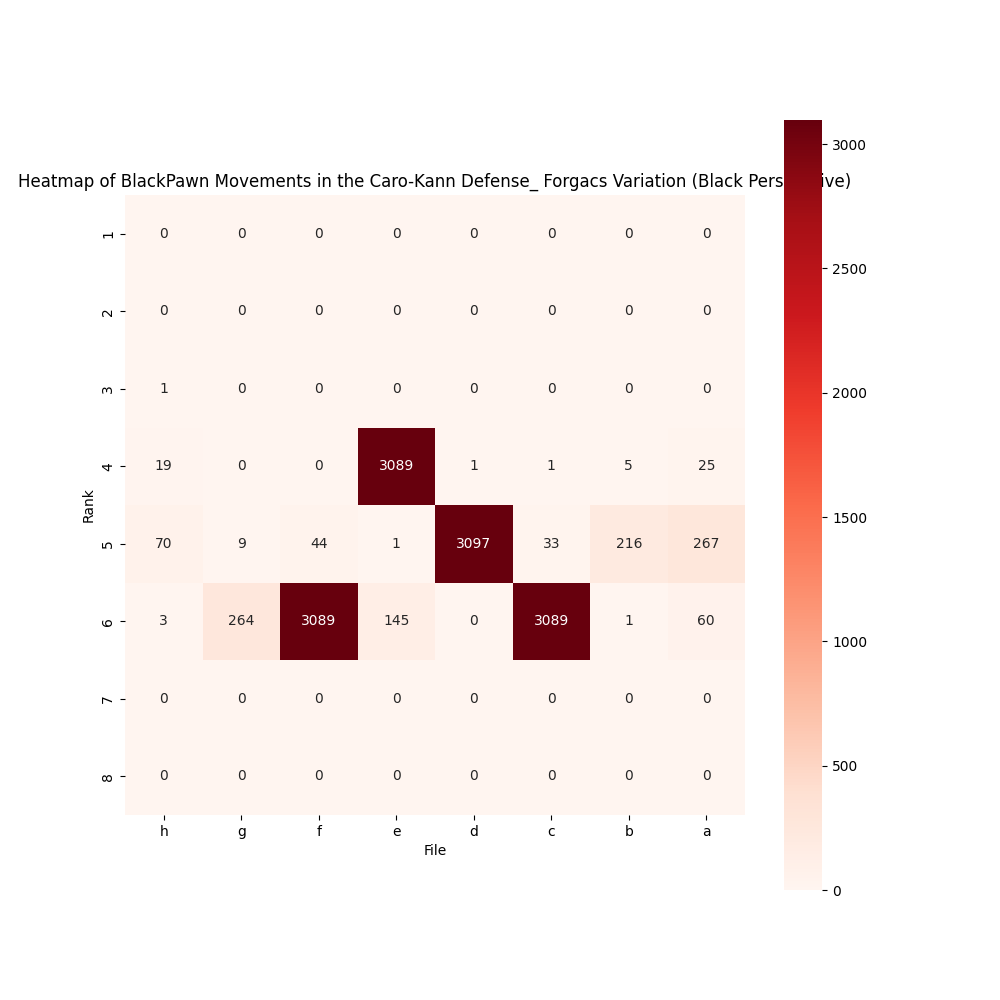 Heatmap of BlackPawn Movements in the Caro-Kann Defense_ Forgacs Variation (Black Perspective)
3000
2500
2000
1500
1000
500
0
Rank
1 0 0 0 0 0 0 0 0
2 0 0 0 0 0 0 0 0
3 1 0 0 0 0 0 0 0
4 19 0 0 3089 1 1 5 25
5 70 9 44 1 3097 33 216 267
6 3 264 3089 145 0 3089 1 60
7 0 0 0 0 0 0 0 0
8 0 0 0 0 0 0 0 0
h g f e d c b a
File